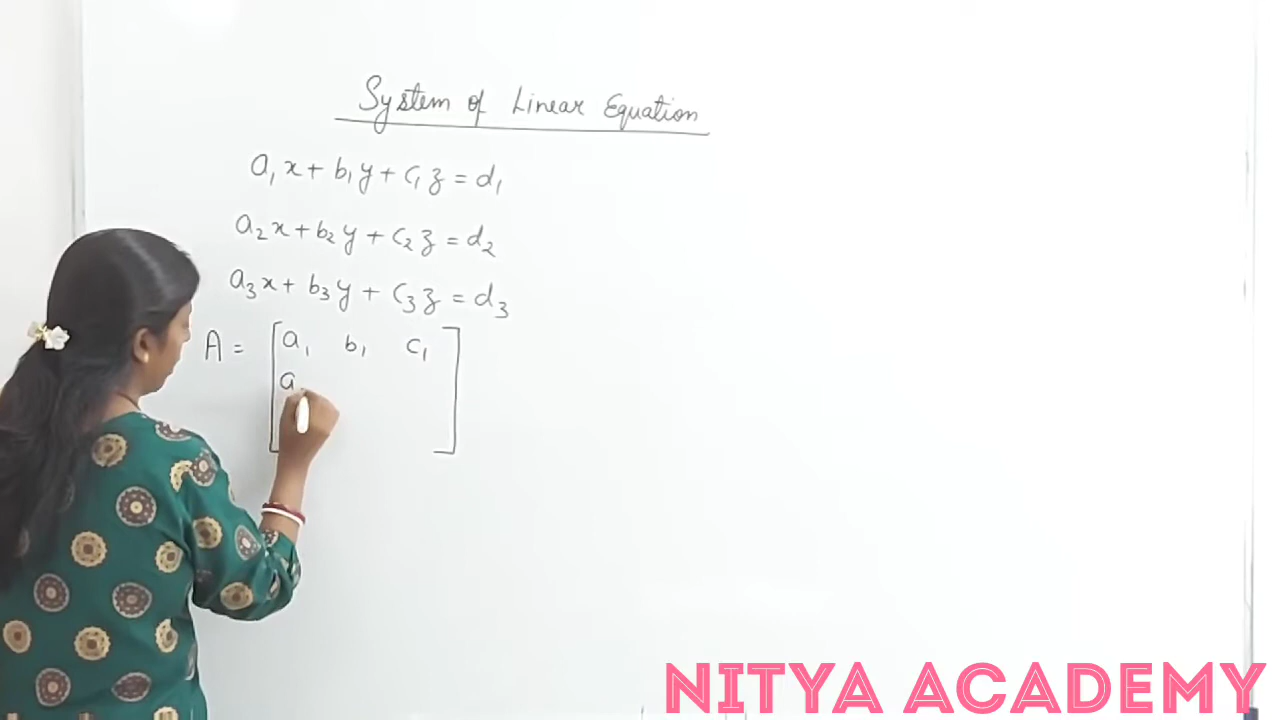 System of Linear Equation
a₁x + b₁y + c₁z = d₁
a₂x + b₂y + c₂z = d₂
a₃x + b₃y + c₃z = d₃
A = [a₁ b₁ c₁
a ]
NITYA ACADEMY